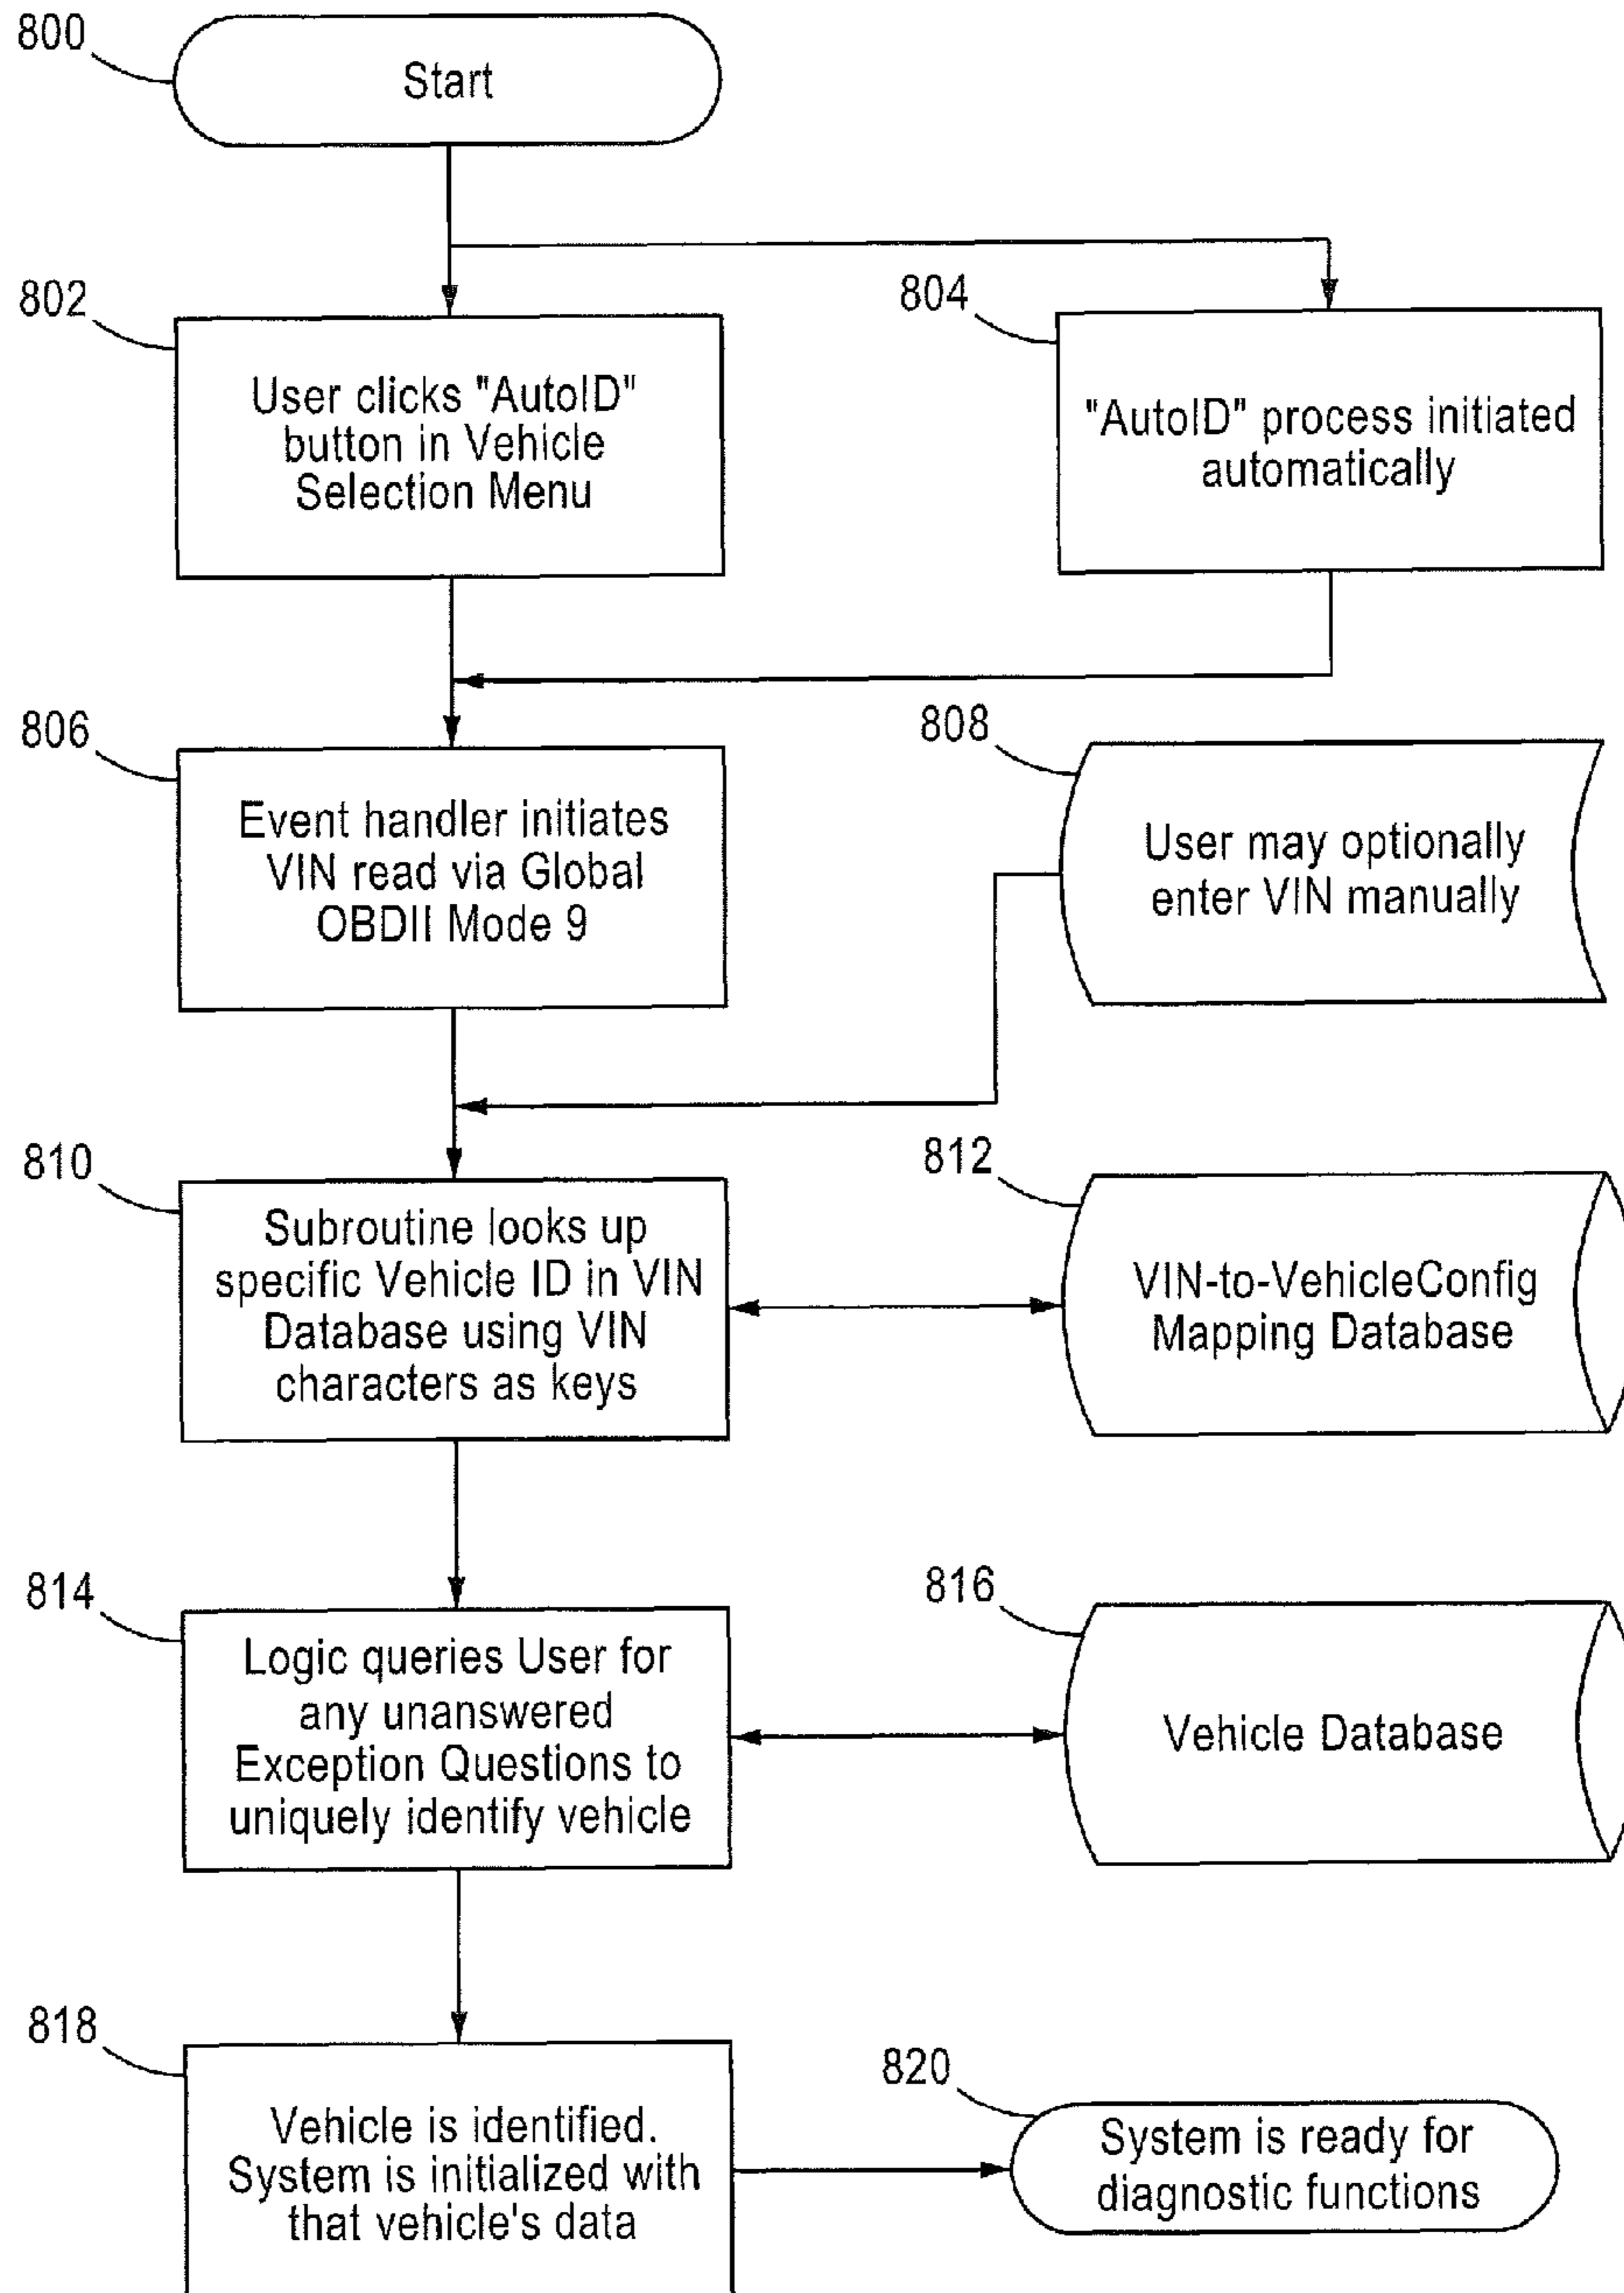 800
Start
802
User clicks "AutoID"
button in Vehicle
Selection Menu
804
"AutoID" process initiated
automatically
806
Event handler initiates
VIN read via Global
OBDII Mode 9
808
User may optionally
enter VIN manually
810
Subroutine looks up
specific Vehicle ID in VIN
Database using VIN
characters as keys
812
VIN-to-VehicleConfig
Mapping Database
814
Logic queries User for
any unanswered
Exception Questions to
uniquely identify vehicle
816
Vehicle Database
818
Vehicle is identified.
System is initialized with
that vehicle's data
820
System is ready for
diagnostic functions